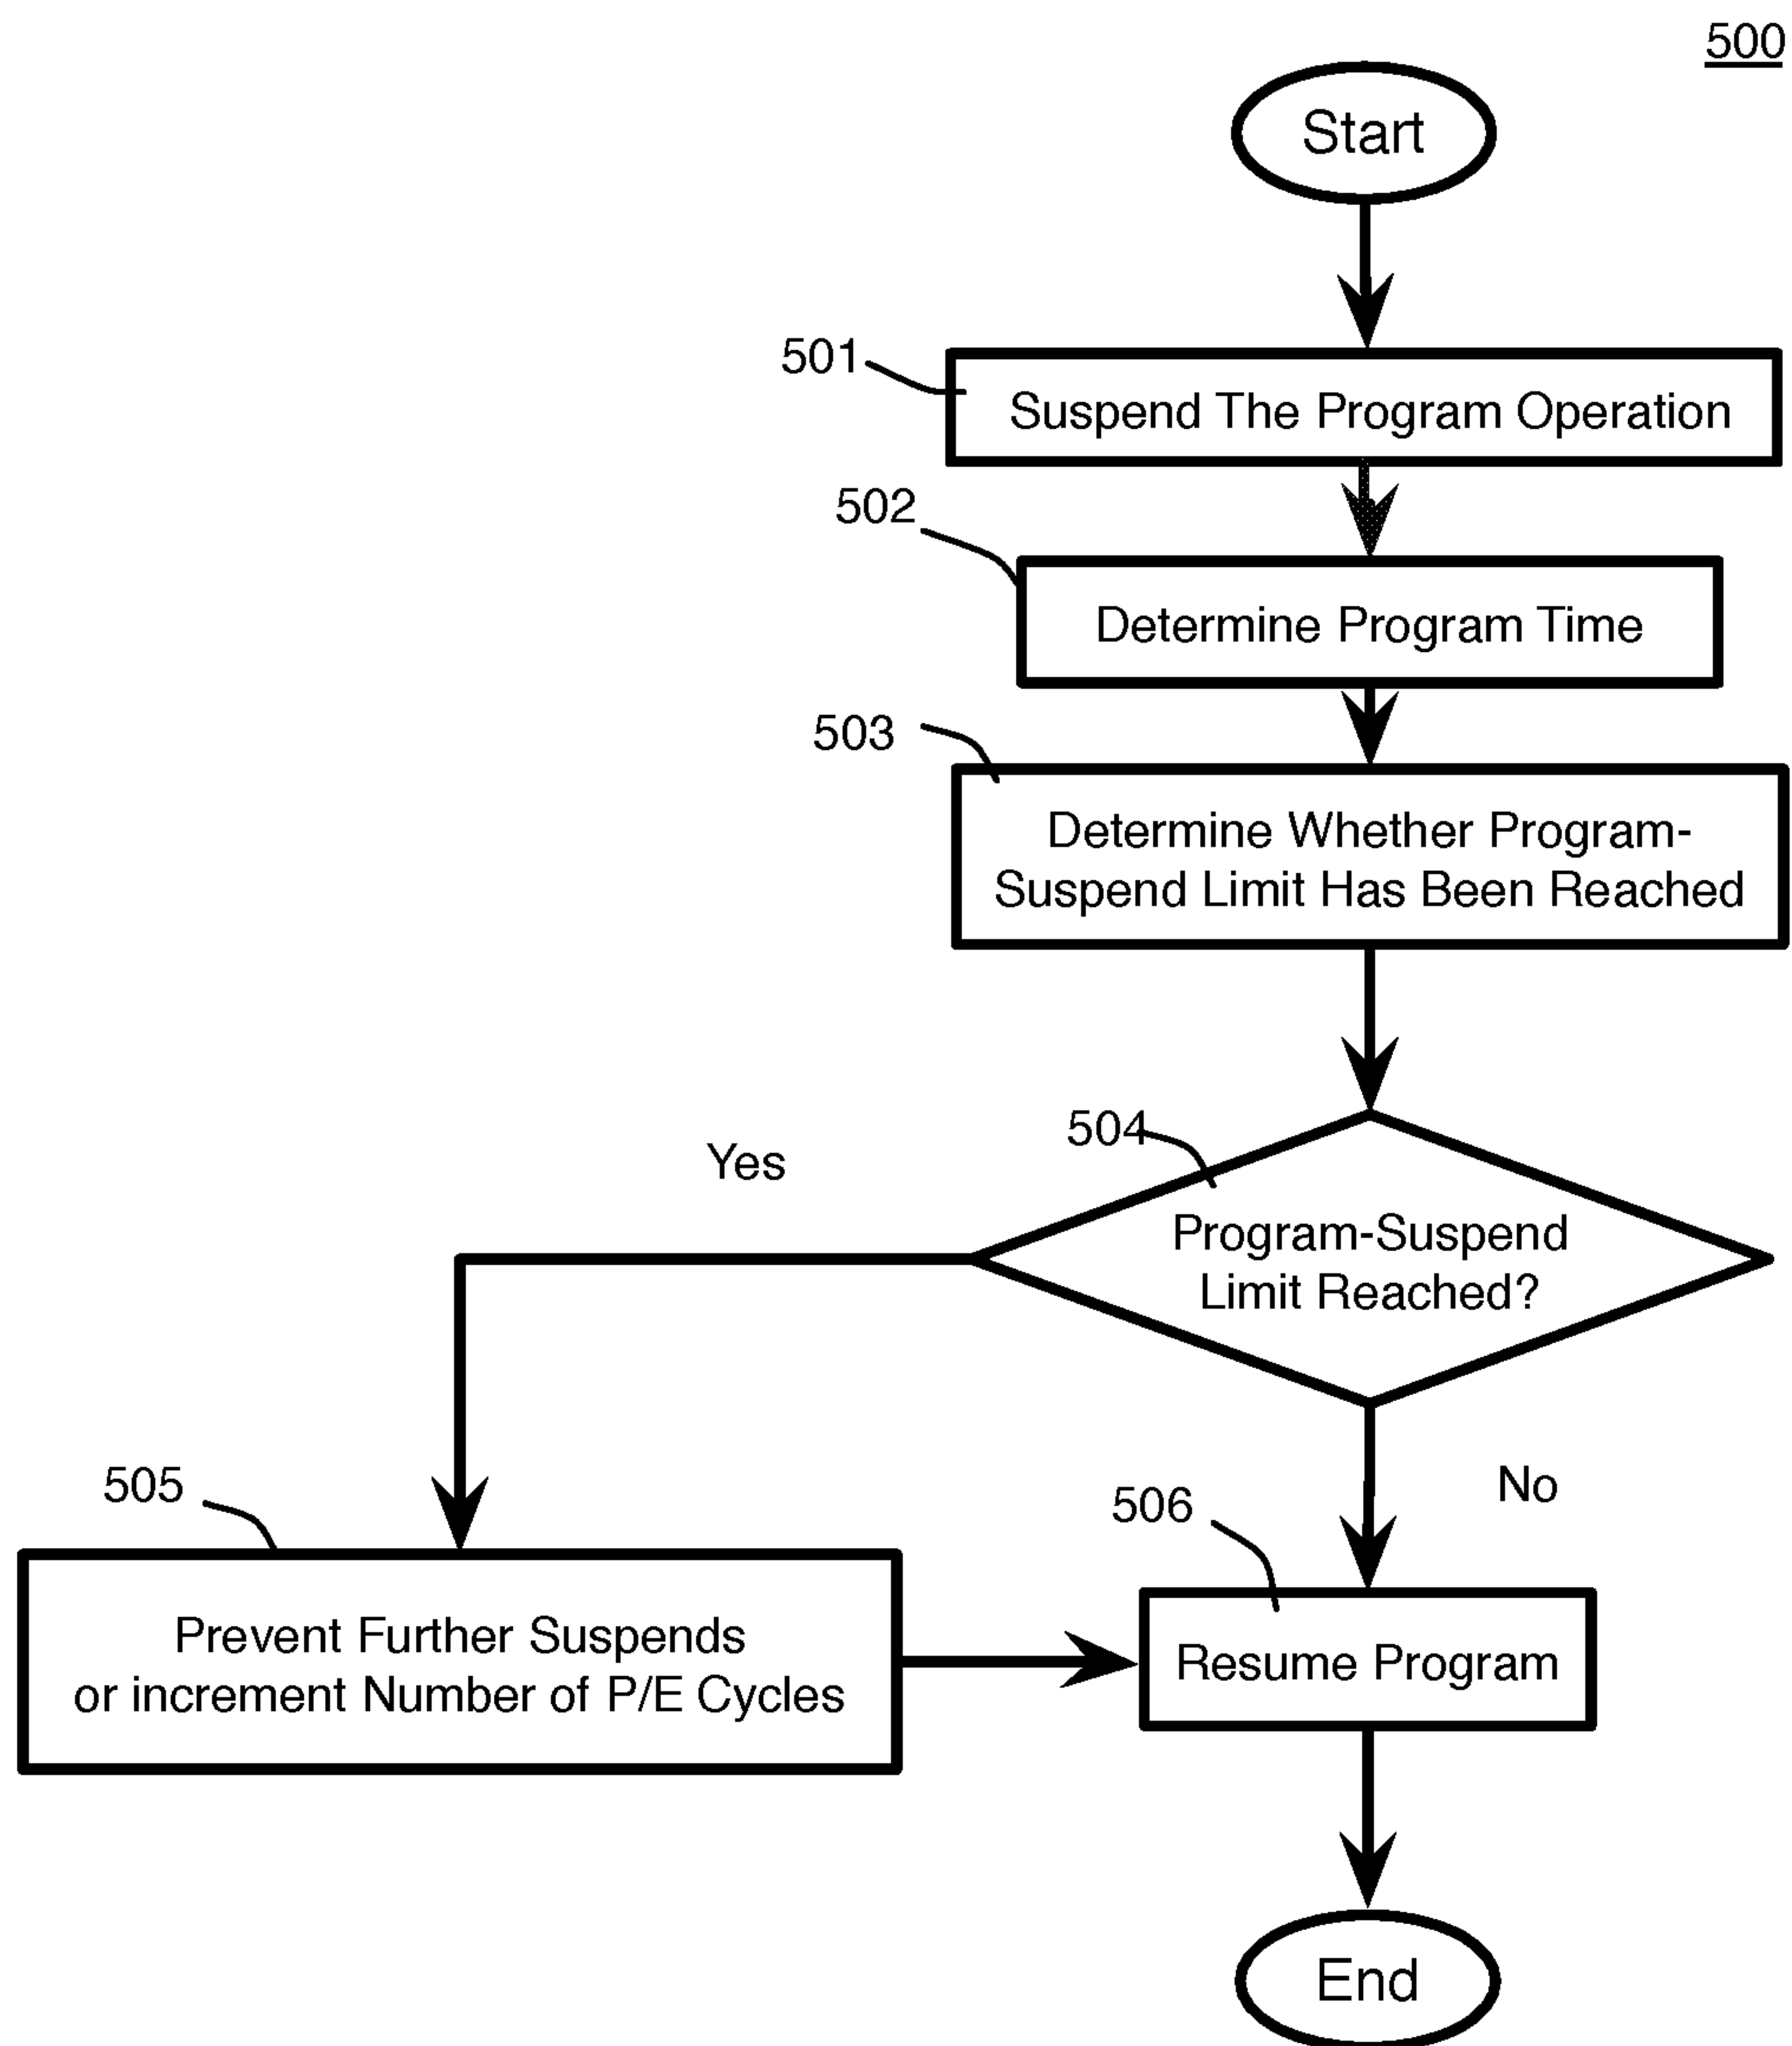 500
Start
501
Suspend The Program Operation
502
Determine Program Time
503
Determine Whether Program-
Suspend Limit Has Been Reached
504
Yes
Program-Suspend
Limit Reached?
505
506
No
Prevent Further Suspends
or increment Number of P/E Cycles
Resume Program
End